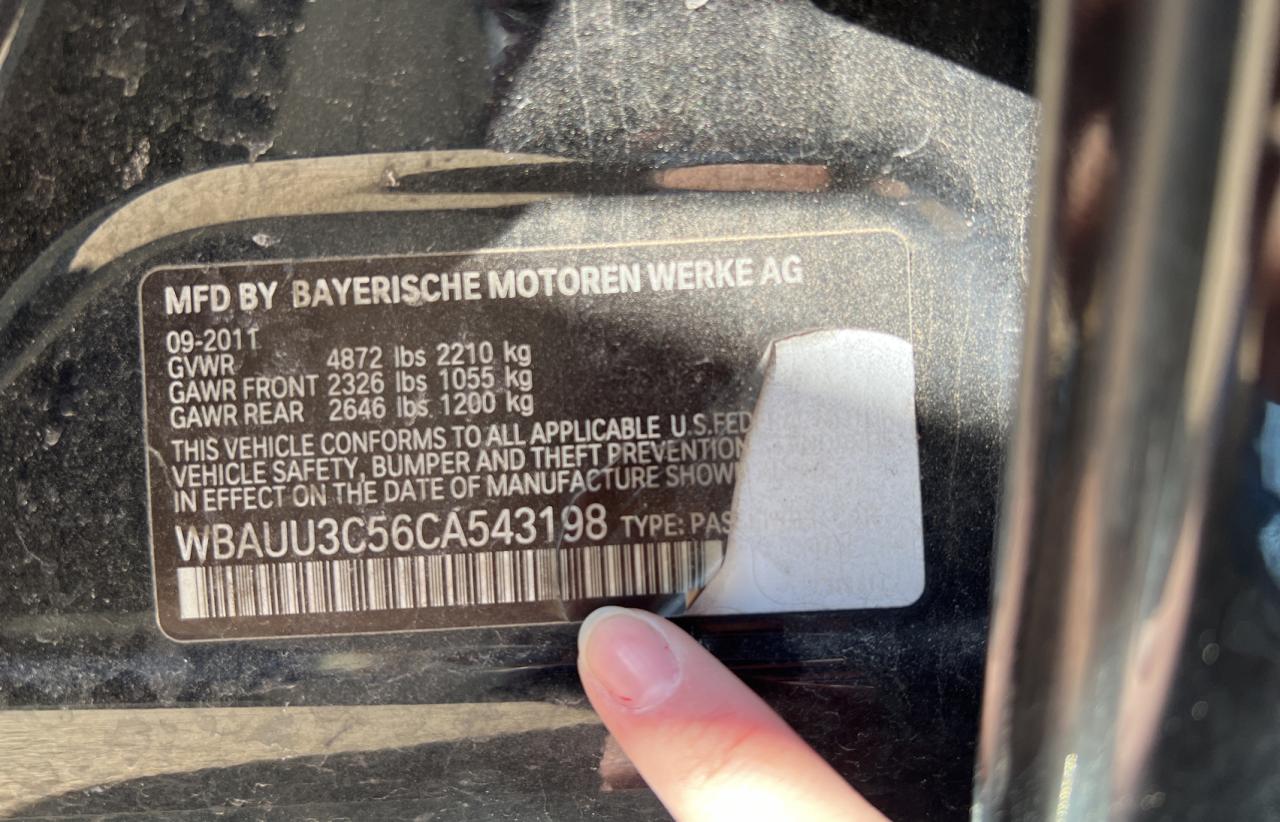 MFD BY BAYERISCHE MOTOREN WERKE AG
09-2011
GVWR 4872 lbs 2210 kg
GAWR FRONT 2326 lbs 1055 kg
GAWR REAR 2646 lbs 1200 kg
THIS VEHICLE CONFORMS TO ALL APPLICABLE U.S.FED
VEHICLE SAFETY, BUMPER AND THEFT PREVENTION
IN EFFECT ON THE DATE OF MANUFACTURE SHOW
WBAUU3C56CA543198 TYPE: PAS